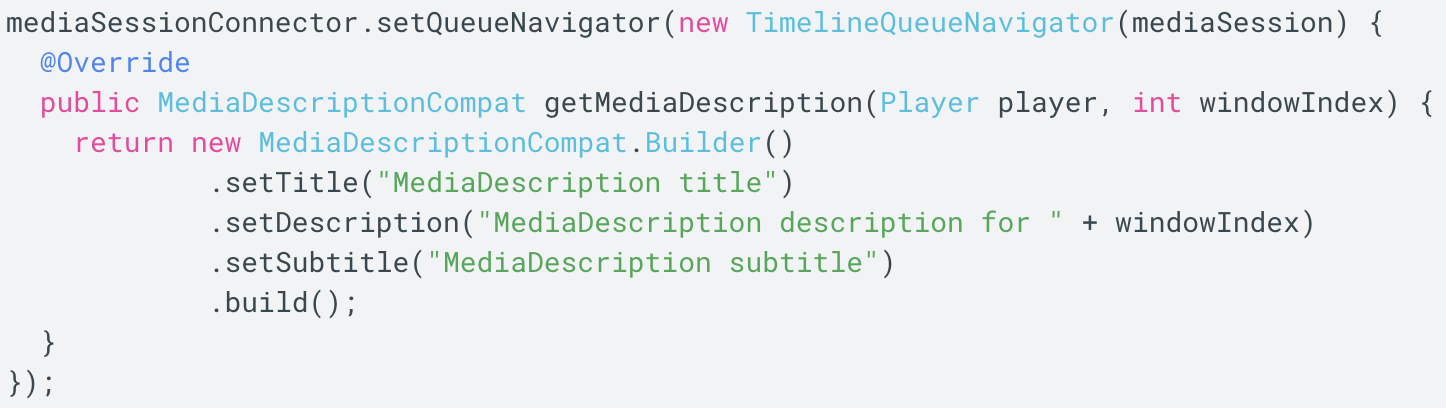 mediaSessionConnector.setQueueNavigator(new TimelineQueueNavigator(mediaSession) {
  @Override
  public MediaDescriptionCompat getMediaDescription(Player player, int windowIndex) {
    return new MediaDescriptionCompat.Builder()
            .setTitle("MediaDescription title")
            .setDescription("MediaDescription description for " + windowIndex)
            .setSubtitle("MediaDescription subtitle")
            .build();
  }
});